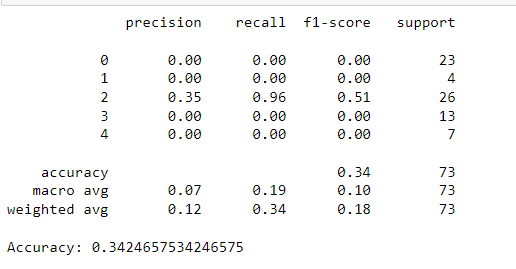 precision recall f1-score support
0 0.00 0.00 0.00 23
1 0.00 0.00 0.00 4
2 0.35 0.96 0.51 26
3 0.00 0.00 0.00 13
4 0.00 0.00 0.00 7
accuracy 0.34 73
macro avg 0.07 0.19 0.10 73
weighted avg 0.12 0.34 0.18 73
Accuracy: 0.3424657534246575